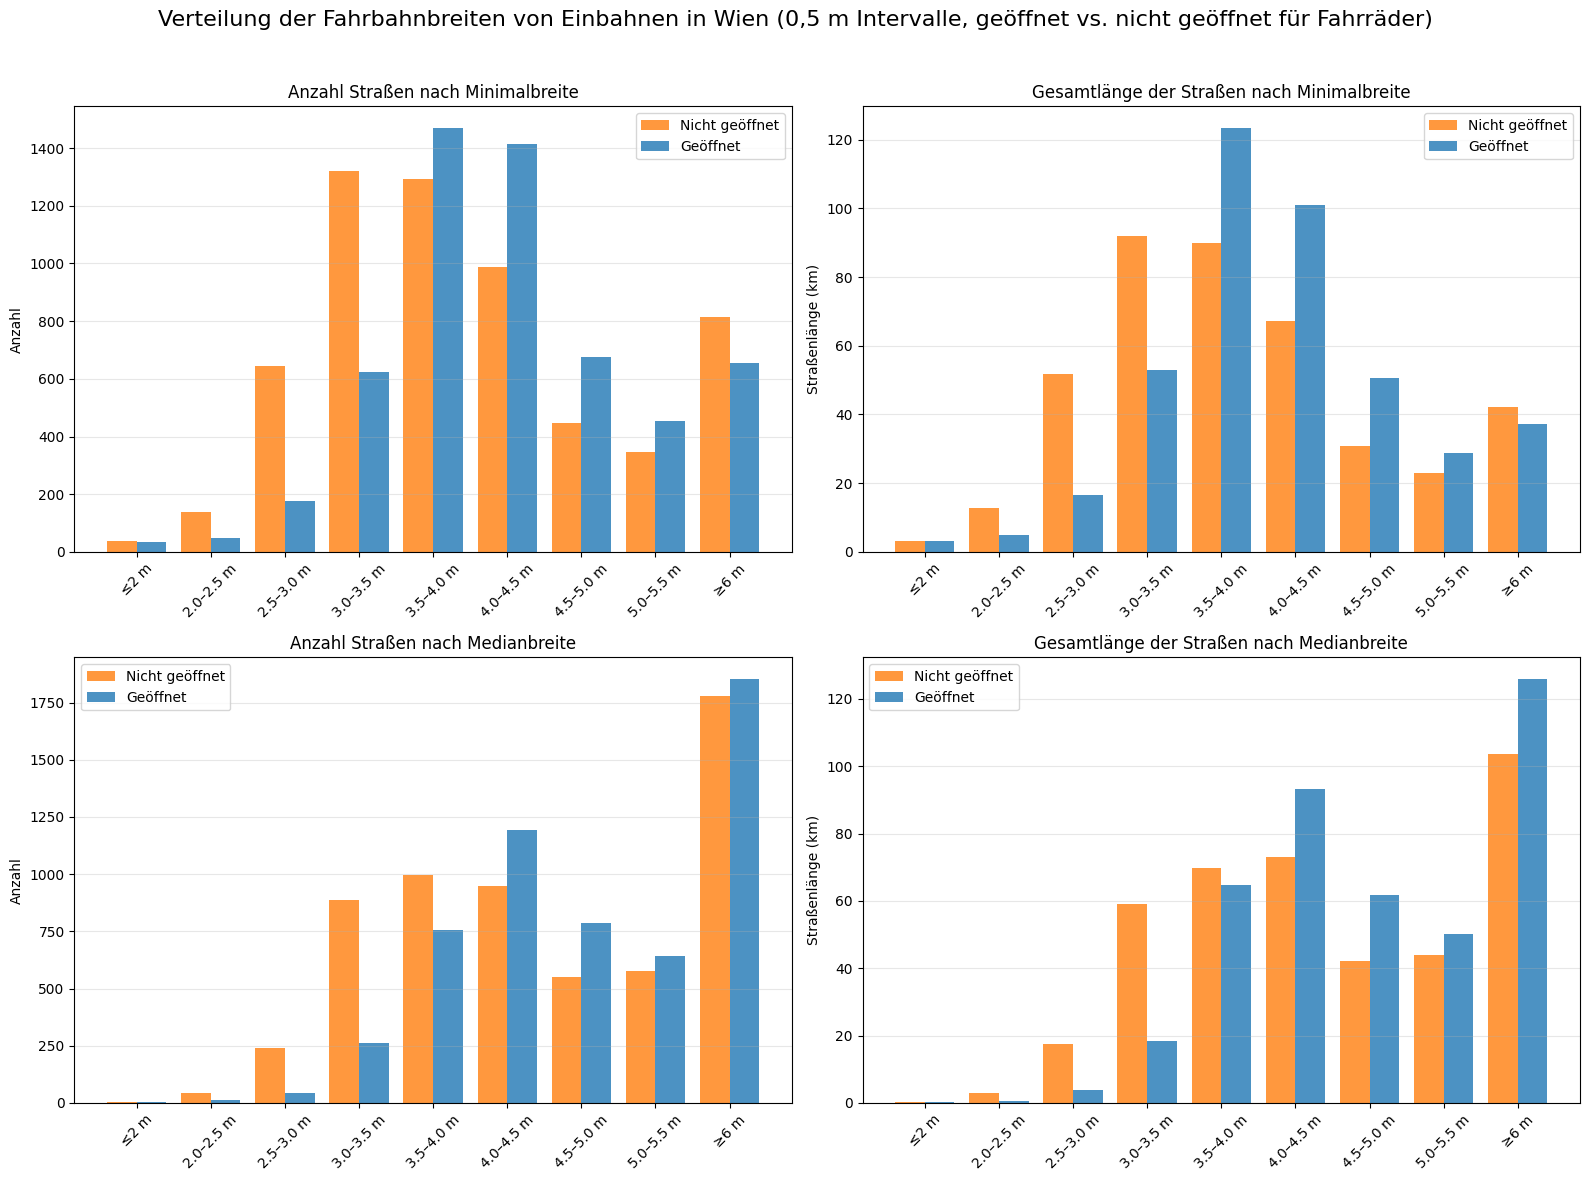 Verteilung der Fahrbahnbreiten von Einbahnen in Wien (0,5 m Intervalle, geöffnet vs. nicht geöffnet für Fahrräder)
Anzahl Straßen nach Minimalbreite
Anzahl
1400
1200
1000
800
600
400
200
0
Nicht geöffnet
Geöffnet
≤2 m
2.0–2.5 m
2.5–3.0 m
3.0–3.5 m
3.5–4.0 m
4.0–4.5 m
4.5–5.0 m
5.0–5.5 m
≥6 m
Gesamtlänge der Straßen nach Minimalbreite
Straßenlänge (km)
120
100
80
60
40
20
0
Nicht geöffnet
Geöffnet
≤2 m
2.0–2.5 m
2.5–3.0 m
3.0–3.5 m
3.5–4.0 m
4.0–4.5 m
4.5–5.0 m
5.0–5.5 m
≥6 m
Anzahl Straßen nach Medianbreite
Anzahl
1750
1500
1250
1000
750
500
250
0
Nicht geöffnet
Geöffnet
≤2 m
2.0–2.5 m
2.5–3.0 m
3.0–3.5 m
3.5–4.0 m
4.0–4.5 m
4.5–5.0 m
5.0–5.5 m
≥6 m
Gesamtlänge der Straßen nach Medianbreite
Straßenlänge (km)
120
100
80
60
40
20
0
Nicht geöffnet
Geöffnet
≤2 m
2.0–2.5 m
2.5–3.0 m
3.0–3.5 m
3.5–4.0 m
4.0–4.5 m
4.5–5.0 m
5.0–5.5 m
≥6 m